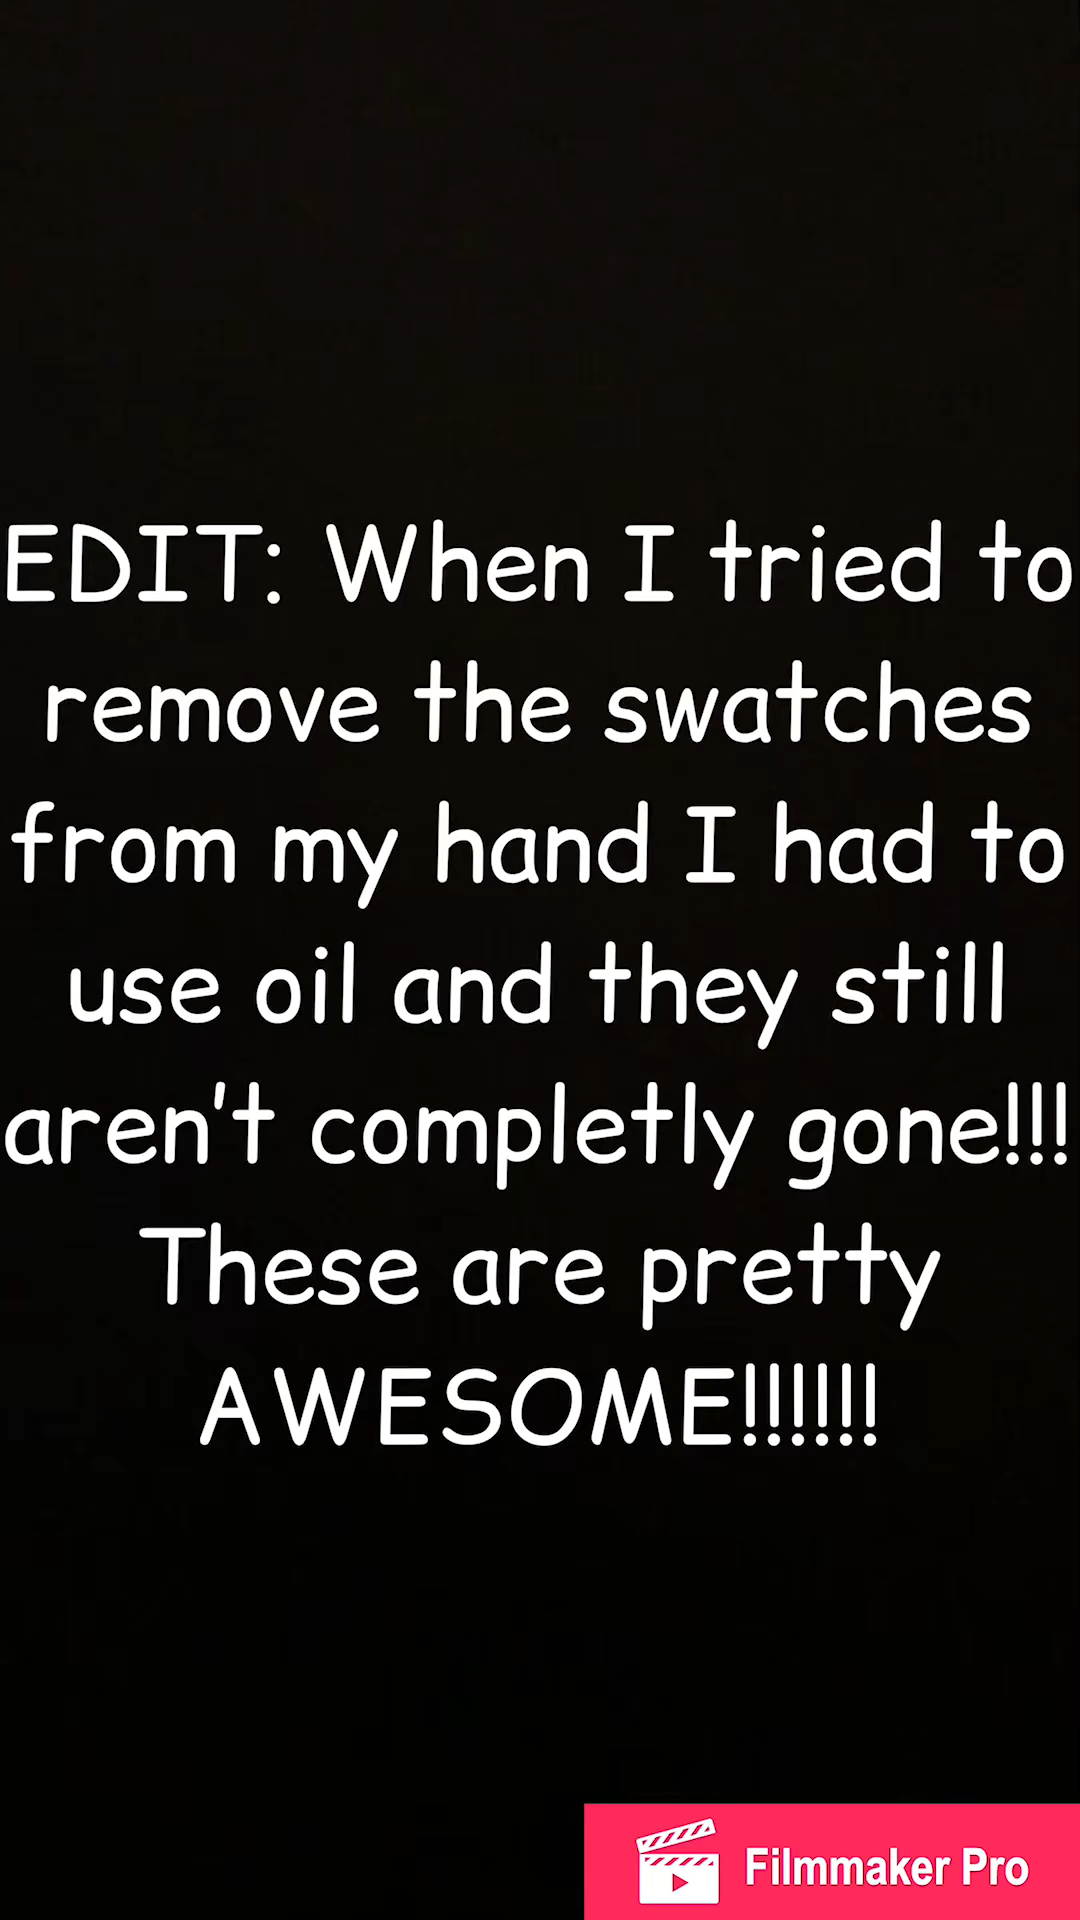 EDIT: When I tried to
remove the swatches
from my hand I had to
use oil and they still
aren't completly gone!!!
These are pretty
AWESOME!!!!!!
Filmmaker Pro